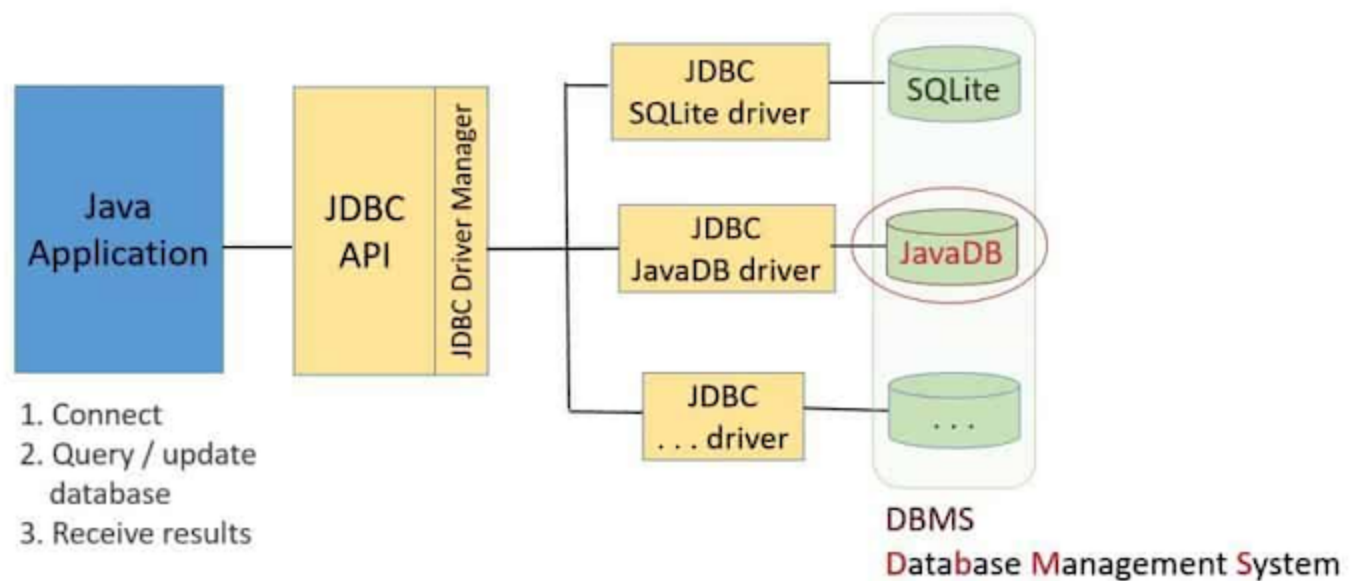 Java
Application
JDBC
API
JDBC Driver Manager
JDBC
SQLite driver
SQLite
JDBC
JavaDB driver
JavaDB
JDBC
. . . driver
. . .
1. Connect
2. Query / update
database
3. Receive results
DBMS
Database Management System